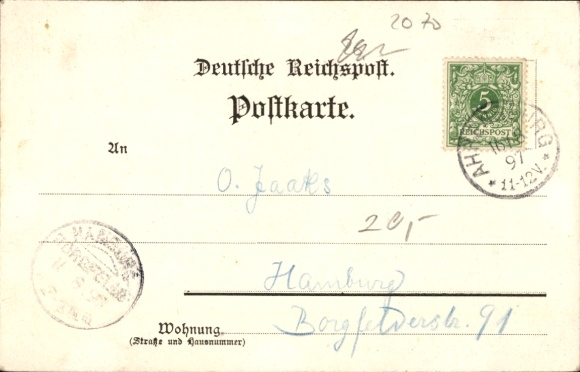 20 70
Deutsche Reichspost.
Postkarte.
5
REICHSPOST
97
* 11-12V. *
An
O. Jaaks
20,-
HAMBURG
Hamburg
Borgfelderstr. 91
Wohnung.
(Straße und Hausnummer)